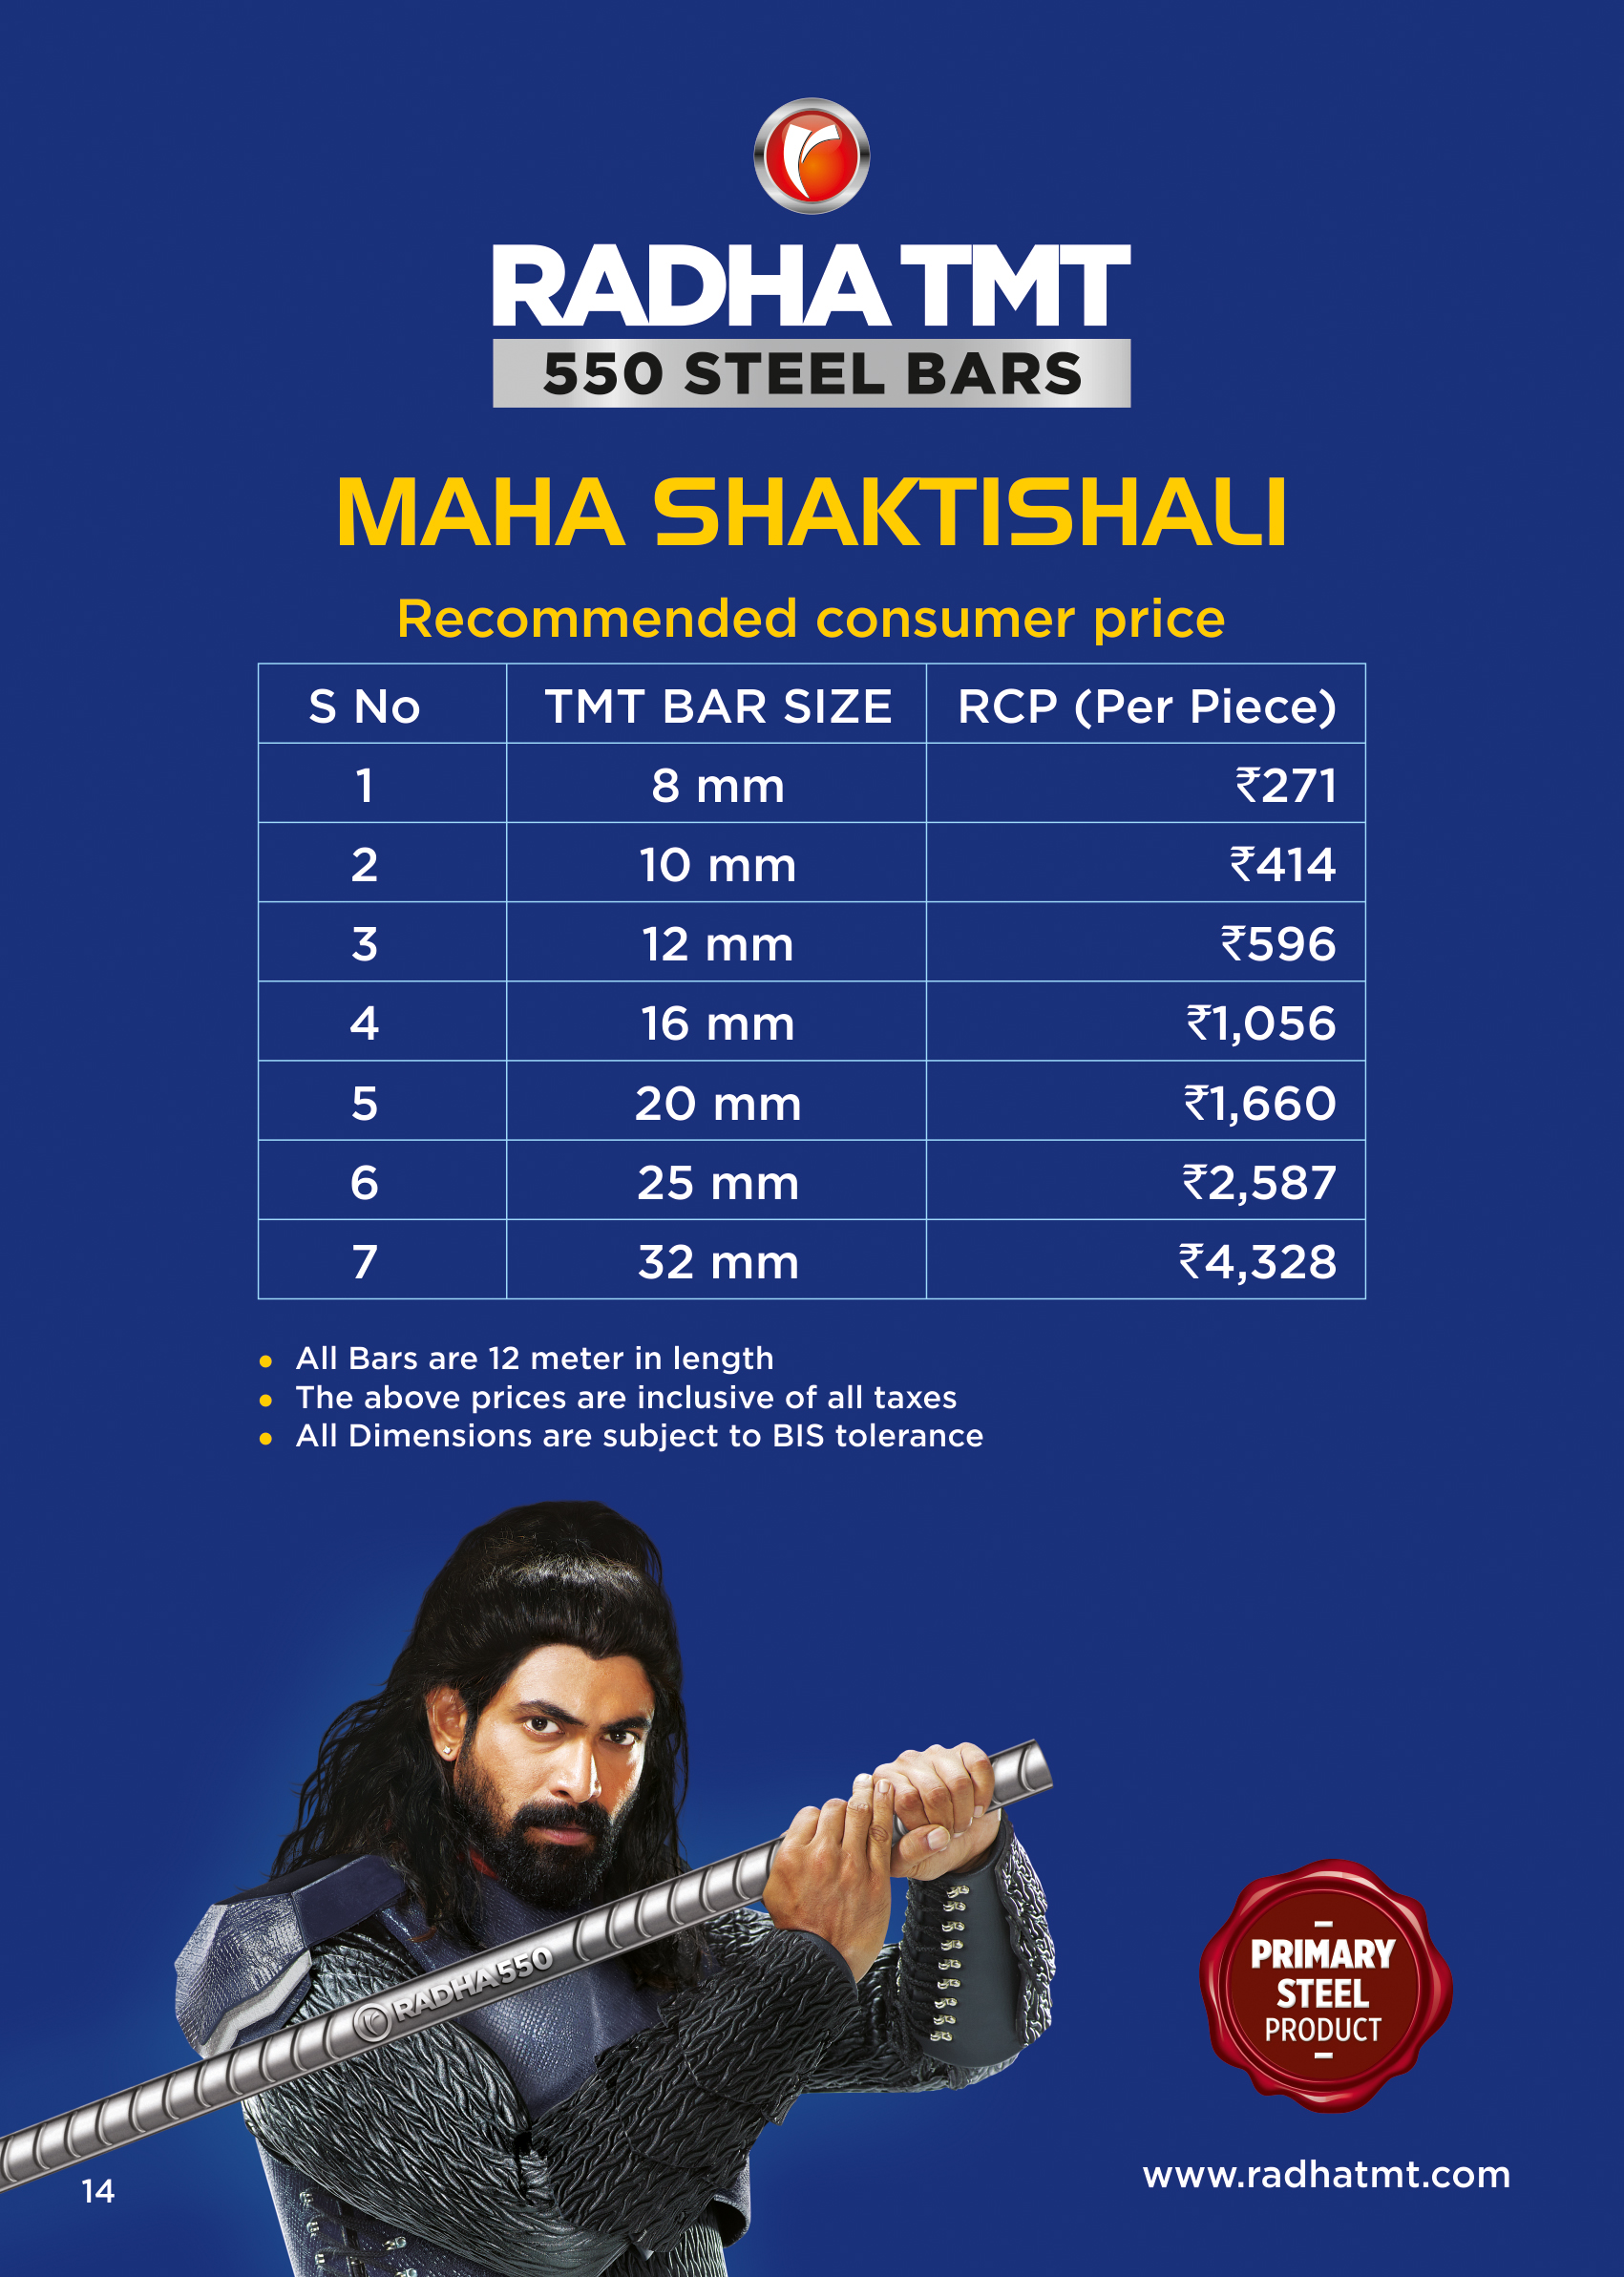 RADHA TMT
550 STEEL BARS
MAHA SHAKTISHALI
Recommended consumer price
S No TMT BAR SIZE RCP (Per Piece)
1 8 mm ₹271
2 10 mm ₹414
3 12 mm ₹596
4 16 mm ₹1,056
5 20 mm ₹1,660
6 25 mm ₹2,587
7 32 mm ₹4,328
• All Bars are 12 meter in length
• The above prices are inclusive of all taxes
• All Dimensions are subject to BIS tolerance
RADHA550
PRIMARY
STEEL
PRODUCT
www.radhatmt.com
14